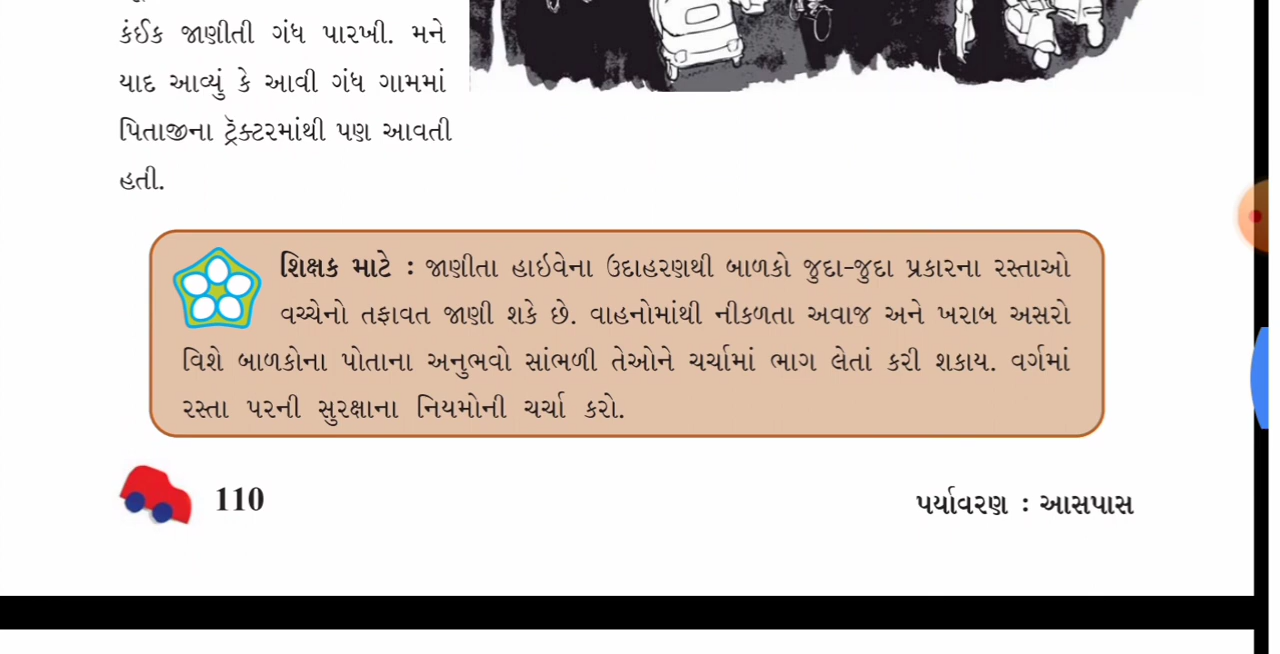 કંઈક જાણીતી ગંધ પારખી. મને
યાદ આવ્યું કે આવી ગંધ ગામમાં
પિતાજીના ટ્રૅક્ટરમાંથી પણ આવતી
હતી.
શિક્ષક માટે : જાણીતા હાઇવેના ઉદાહરણથી બાળકો જુદા-જુદા પ્રકારના રસ્તાઓ
વચ્ચેનો તફાવત જાણી શકે છે. વાહનોમાંથી નીકળતા અવાજ અને ખરાબ અસરો
વિશે બાળકોના પોતાના અનુભવો સાંભળી તેઓને ચર્ચામાં ભાગ લેતાં કરી શકાય. વર્ગમાં
રસ્તા પરની સુરક્ષાના નિયમોની ચર્ચા કરો.
110
પર્યાવરણ : આસપાસ